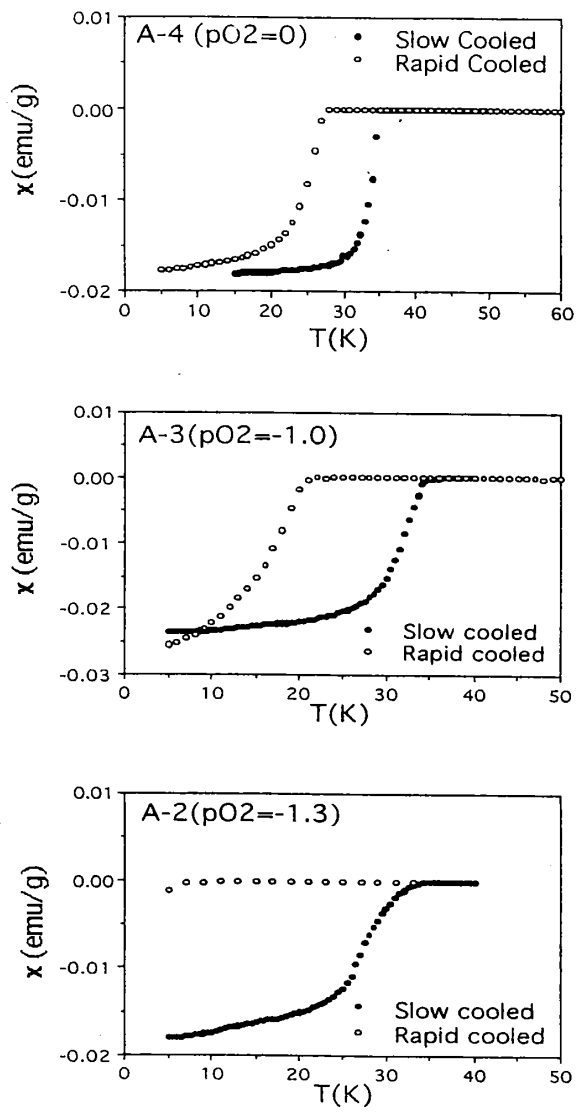 0.01
A-4 (pO2=0)
Slow Cooled
Rapid Cooled
0.00
χ(emu/g)
-0.01
-0.02
0 10 20 30 40 50 60
T(K)
0.01
A-3(pO2=-1.0)
0.00
χ(emu/g)
-0.01
-0.02
Slow cooled
Rapid cooled
-0.03
0 10 20 30 40 50
T(K)
0.01
A-2(pO2=-1.3)
0.00
χ(emu/g)
-0.01
Slow cooled
Rapid cooled
-0.02
0 10 20 30 40 50
T(K)